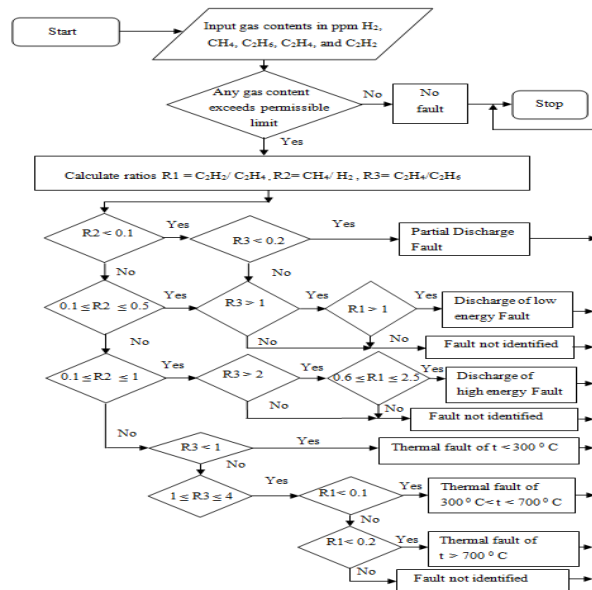 Start
Input gas contents in ppm H₂,
CH₄, C₂H₆, C₂H₄, and C₂H₂
Any gas content
exceeds permissible
limit
No
No
fault
Stop
Yes
Calculate ratios R1 = C₂H₂/ C₂H₄ , R2= CH₄/ H₂ , R3= C₂H₄/C₂H₆
R2 < 0.1
Yes
R3 < 0.2
Yes
Partial Discharge
Fault
No
No
0.1 ≤ R2 ≤ 0.5
Yes
R3 > 1
Yes
R1 > 1
Yes
Discharge of low
energy Fault
No
No
No
Fault not identified
0.1 ≤ R2 ≤ 1
Yes
R3 > 2
Yes
0.6 ≤ R1 ≤ 2.5
Yes
Discharge of
high energy Fault
No
No
No
Fault not identified
R3 < 1
Yes
Thermal fault of t < 300 ⁰ C
No
1 ≤ R3 ≤ 4
Yes
R1 < 0.1
Yes
Thermal fault of
300⁰ C< t < 700⁰ C
No
R1 < 0.2
Yes
Thermal fault of
t > 700 ⁰ C
No
Fault not identified